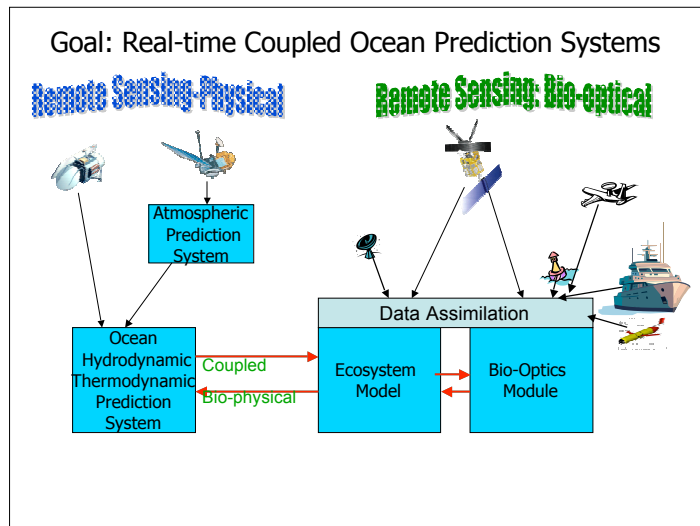 Goal: Real-time Coupled Ocean Prediction Systems
Remote Sensing-Physical
Remote Sensing: Bio-optical
Atmospheric
Prediction
System
Data Assimilation
Ocean
Hydrodynamic
Thermodynamic
Prediction
System
Coupled
Bio-physical
Ecosystem
Model
Bio-Optics
Module